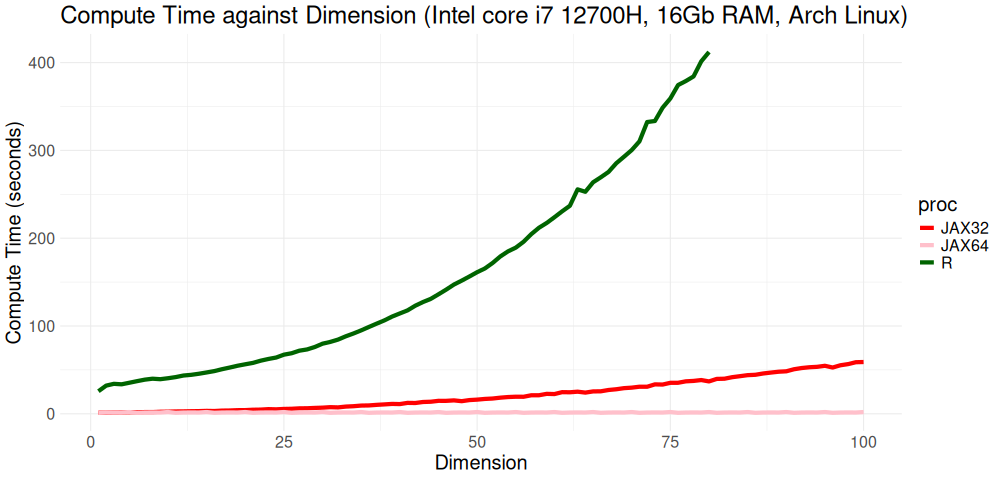 Compute Time against Dimension (Intel core i7 12700H, 16Gb RAM, Arch Linux)
Compute Time (seconds)
400
300
200
100
0
0
25
50
75
100
Dimension
proc
JAX32
JAX64
R